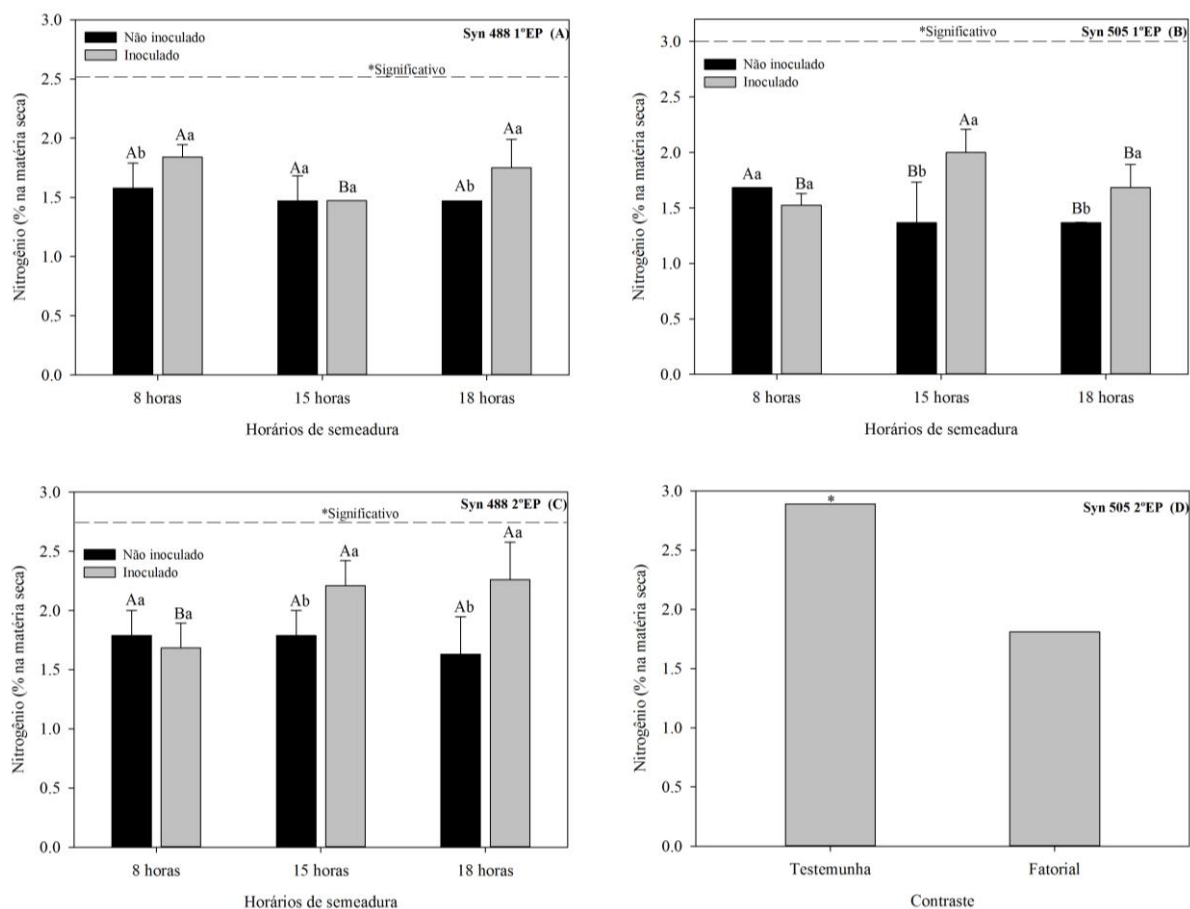 Syn 488 1ºEP (A)
Não inoculado
Inoculado
*Significativo
3.0
2.5
2.0
1.5
1.0
0.5
0.0
Nitrogênio (% na matéria seca)
Ab
Aa
Aa
Ba
Ab
Aa
8 horas
15 horas
18 horas
Horários de semeadura
*Significativo
Syn 505 1ºEP (B)
Não inoculado
Inoculado
3.0
2.5
2.0
1.5
1.0
0.5
0.0
Nitrogênio (% na matéria seca)
Aa
Ba
Bb
Aa
Bb
Ba
8 horas
15 horas
18 horas
Horários de semeadura
Syn 488 2ºEP (C)
*Significativo
Não inoculado
Inoculado
3.0
2.5
2.0
1.5
1.0
0.5
0.0
Nitrogênio (% na matéria seca)
Aa
Ba
Ab
Aa
Ab
Aa
8 horas
15 horas
18 horas
Horários de semeadura
Syn 505 2ºEP (D)
*
3.0
2.5
2.0
1.5
1.0
0.5
0.0
Nitrogênio (% na matéria seca)
Testemunha
Fatorial
Contraste